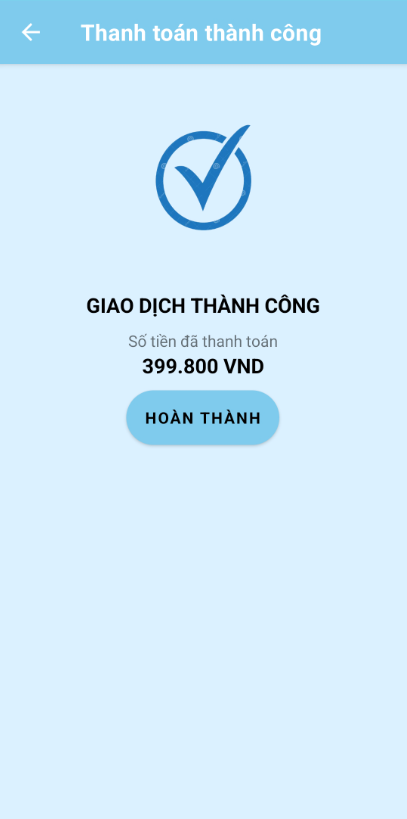 Thanh toán thành công
GIAO DỊCH THÀNH CÔNG
Số tiền đã thanh toán
399.800 VND
HOÀN THÀNH